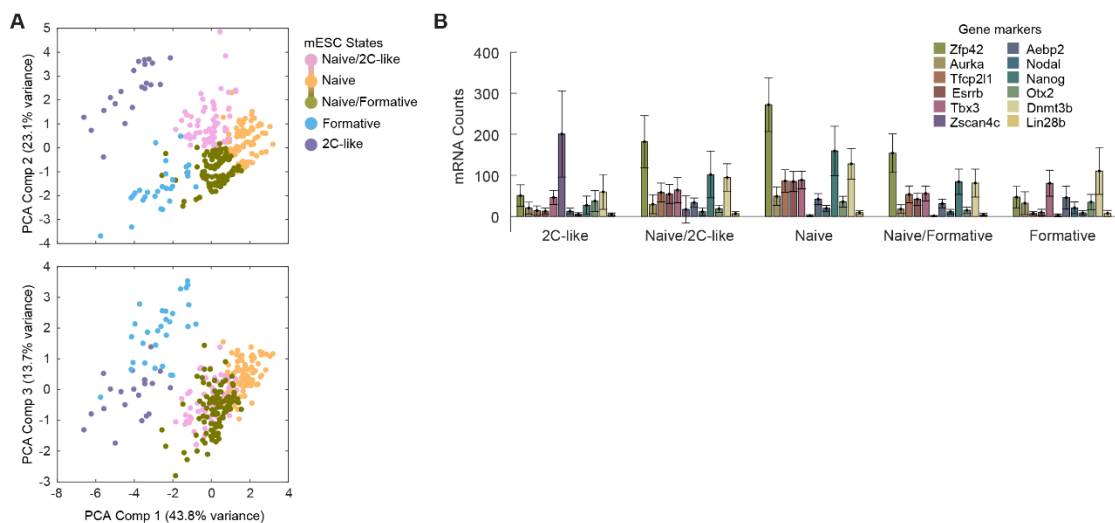 A
5
4
3
2
1
0
-1
-2
-3
-4
PCA Comp 2 (23.1% variance)
mESC States
Naive/2C-like
Naive
Naive/Formative
Formative
2C-like
4
3
2
1
0
-1
-2
-3
PCA Comp 3 (13.7% variance)
-8 -6 -4 -2 0 2 4
PCA Comp 1 (43.8% variance)
B
400
300
200
100
0
mRNA Counts
2C-like Naive/2C-like Naive Naive/Formative Formative
Gene markers
Zfp42 Aebp2
Aurka Nodal
Tfcp2l1 Nanog
Esrrb Otx2
Tbx3 Dnmt3b
Zscan4c Lin28b